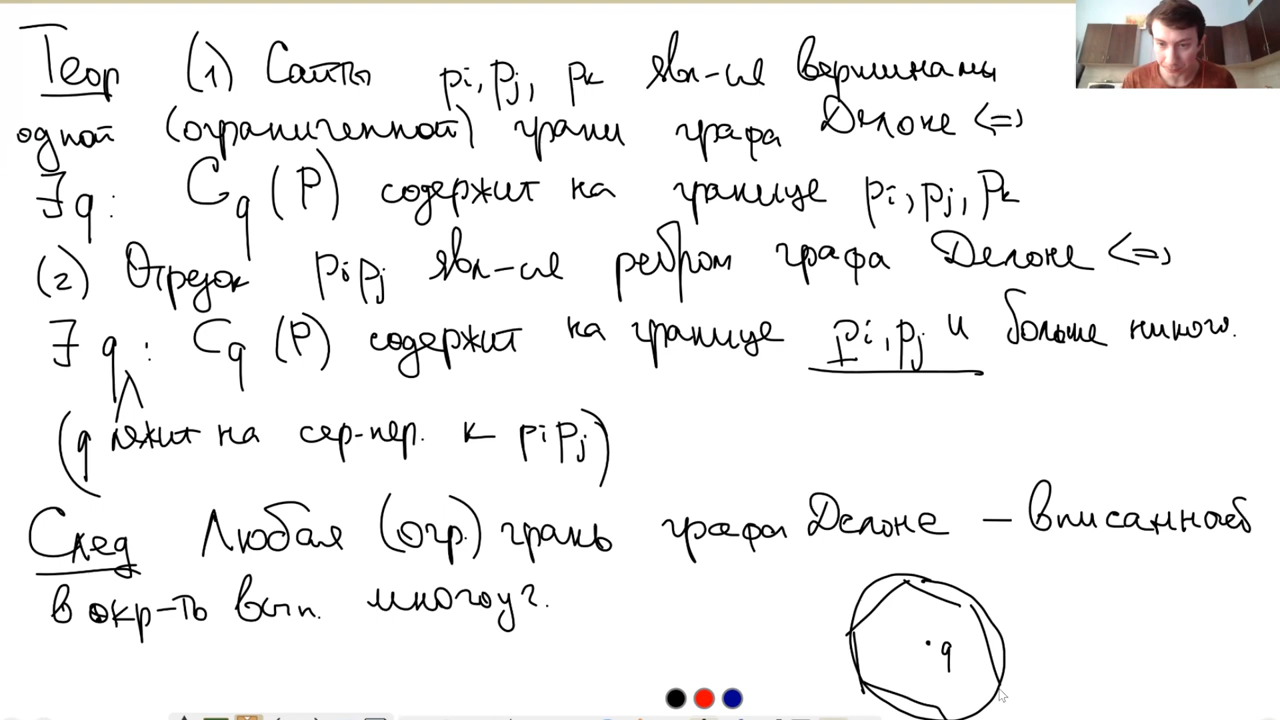 Теор (1) Сайты pi, pj, pk явл-ся вершинами
одной (ограниченной) грани графа Делоне <=>
∃q: Cq(P) содержит на границе pi, pj, pk
(2) Отрезок pipj явл-ся ребром графа Делоне <=>
∃ q : Cq (P) содержит на границе pi, pj и больше никого.
(q лежит на сер-пер. к pipj)
След Любая (огр.) грань графа Делоне – вписанный
в окр-ть вып. многоуг.
q